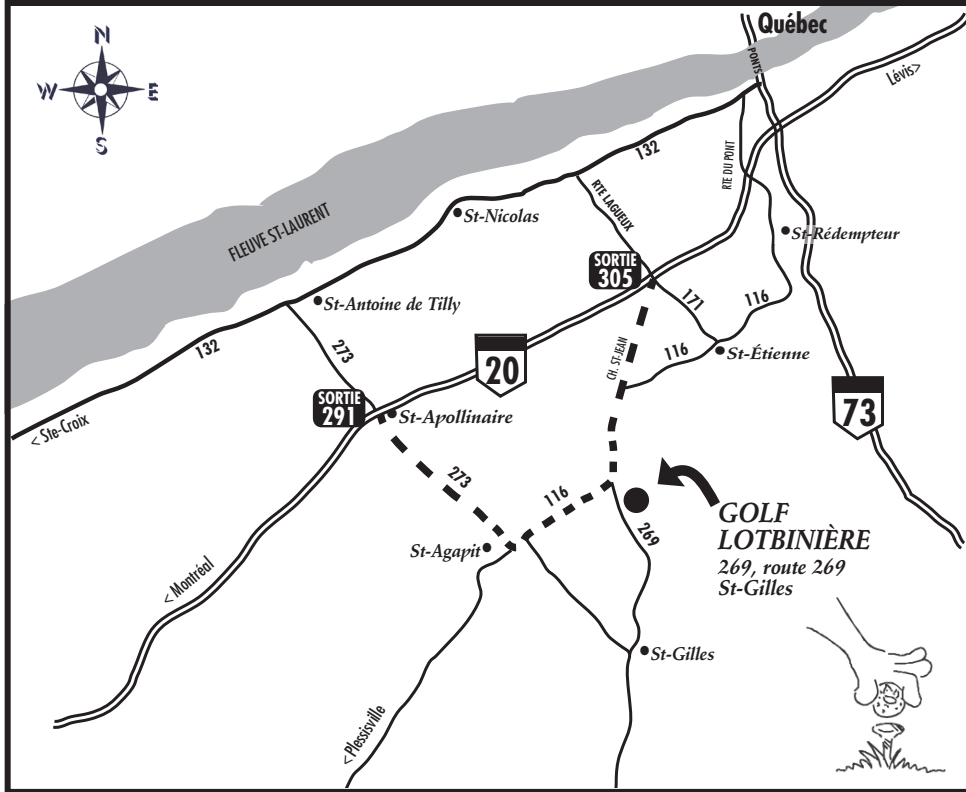 Québec
N
W
E
S
PONTS
Lévis>
132
RTE DU PONT
RTE LAGUEUX
St-Nicolas
FLEUVE ST-LAURENT
St-Rédempteur
SORTIE
305
St-Antoine de Tilly
171
116
132
273
20
CH. ST-JEAN
116
St-Étienne
SORTIE
291
St-Apollinaire
73
< Ste-Croix
273
116
GOLF
LOTBINIÈRE
269, route 269
St-Gilles
269
St-Agapit
< Montréal
St-Gilles
< Plessisville